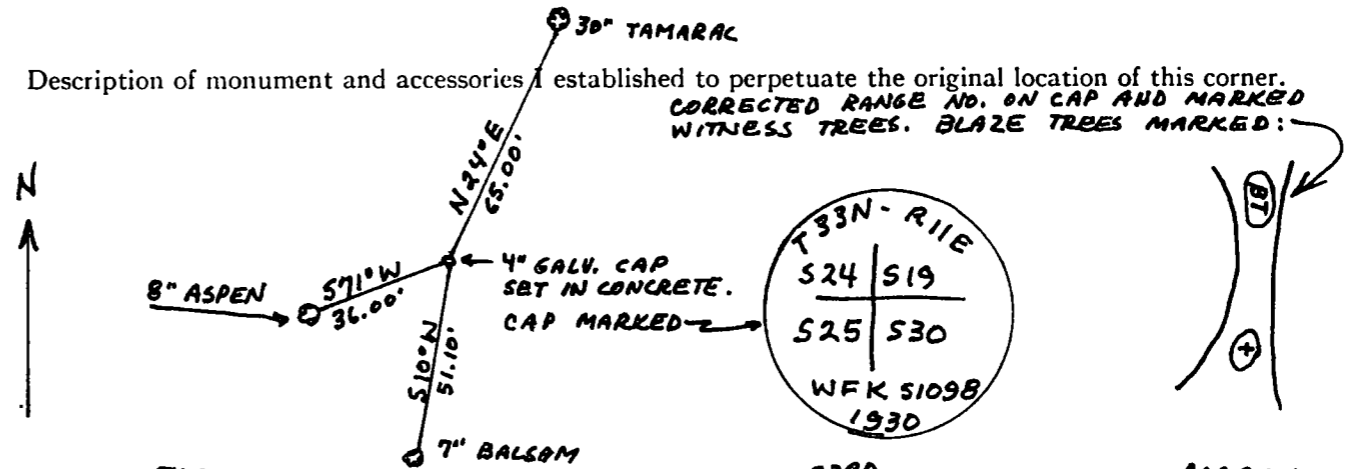 30" TAMARAC
Description of monument and accessories I established to perpetuate the original location of this corner.
CORRECTED RANGE NO. ON CAP AND MARKED
WITNESS TREES. BLAZE TREES MARKED:
N
N24°E
65.00'
BT
T33N - R11E
4" GALV. CAP
SET IN CONCRETE.
S24 S19
8" ASPEN
S71°W
36.00'
CAP MARKED
S25 S30
S10°W
51.10'
WFK S1098
1930
7" BALSAM